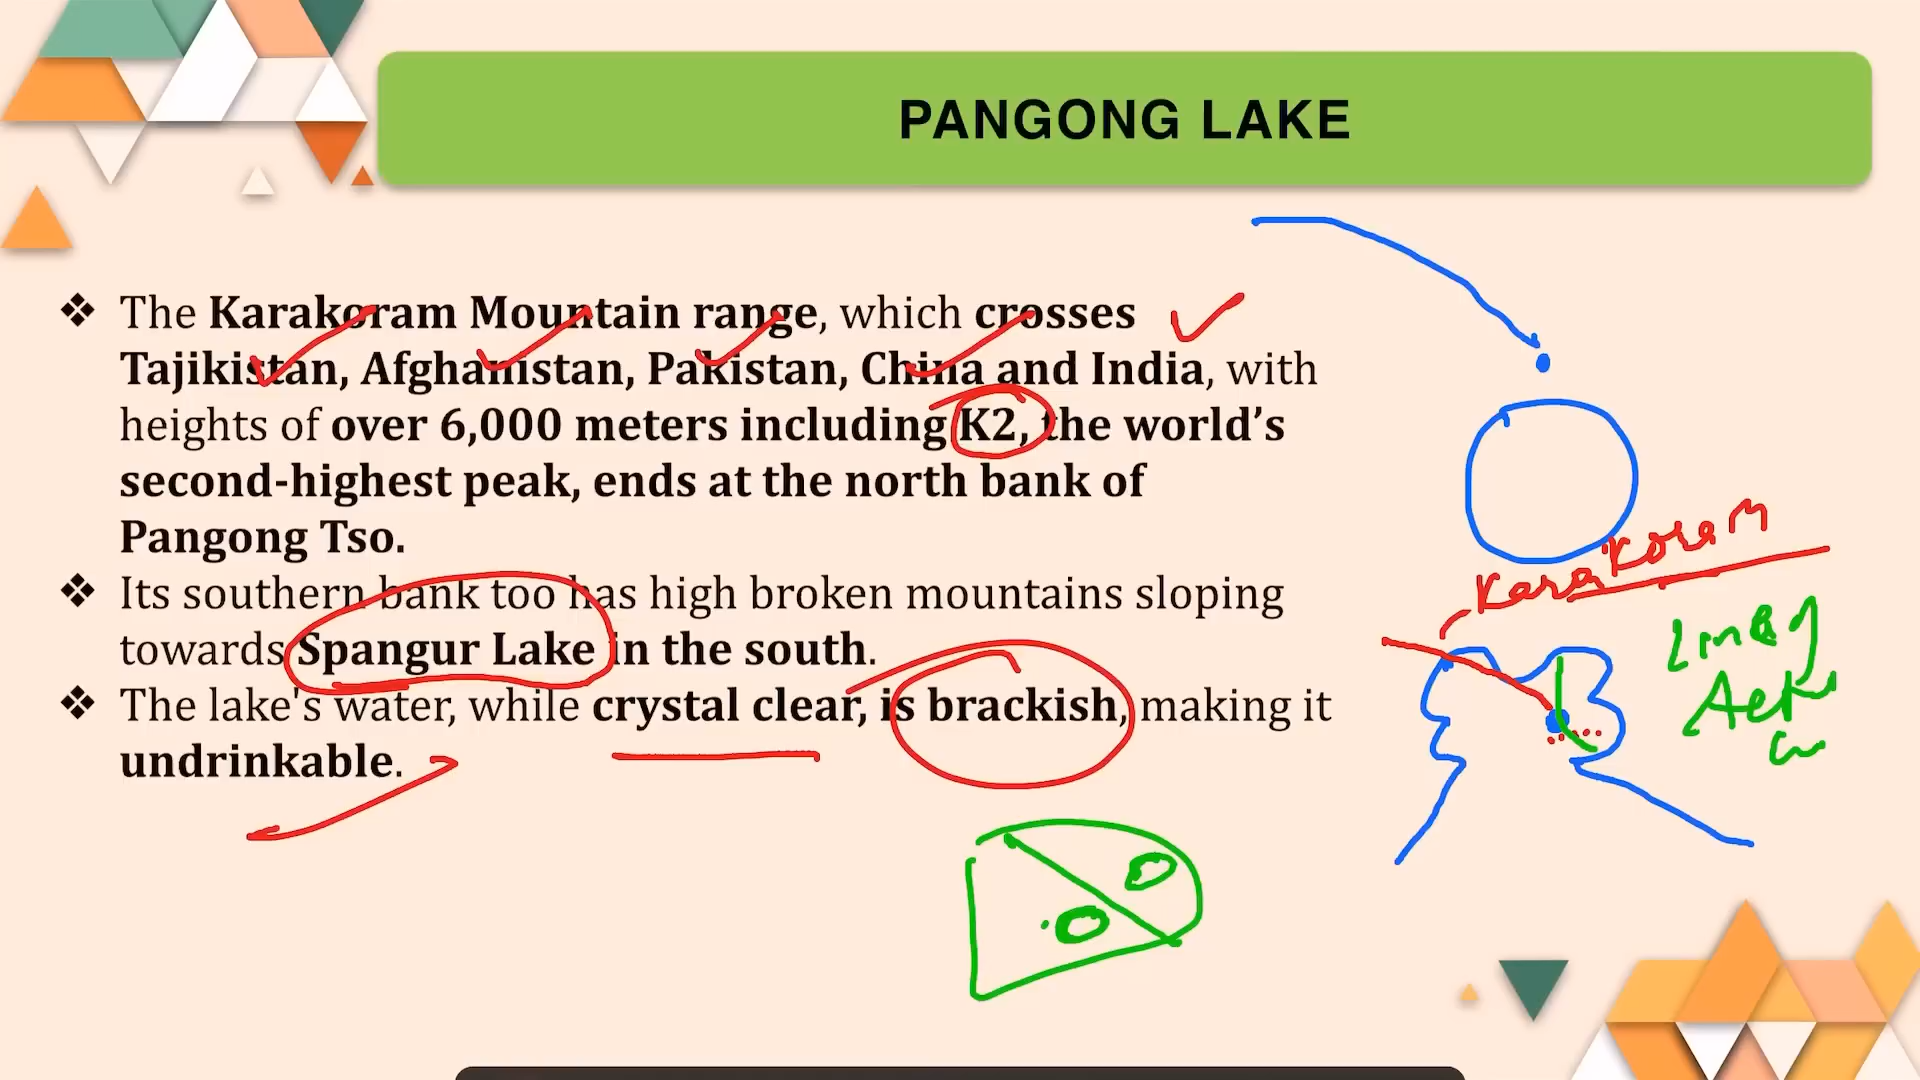 PANGONG LAKE
❖ The Karakoram Mountain range, which crosses
Tajikistan, Afghanistan, Pakistan, China and India, with
heights of over 6,000 meters including K2, the world’s
second-highest peak, ends at the north bank of
Pangong Tso.
❖ Its southern bank too has high broken mountains sloping
towards Spangur Lake in the south.
❖ The lake's water, while crystal clear, is brackish, making it
undrinkable.
KaraKoram